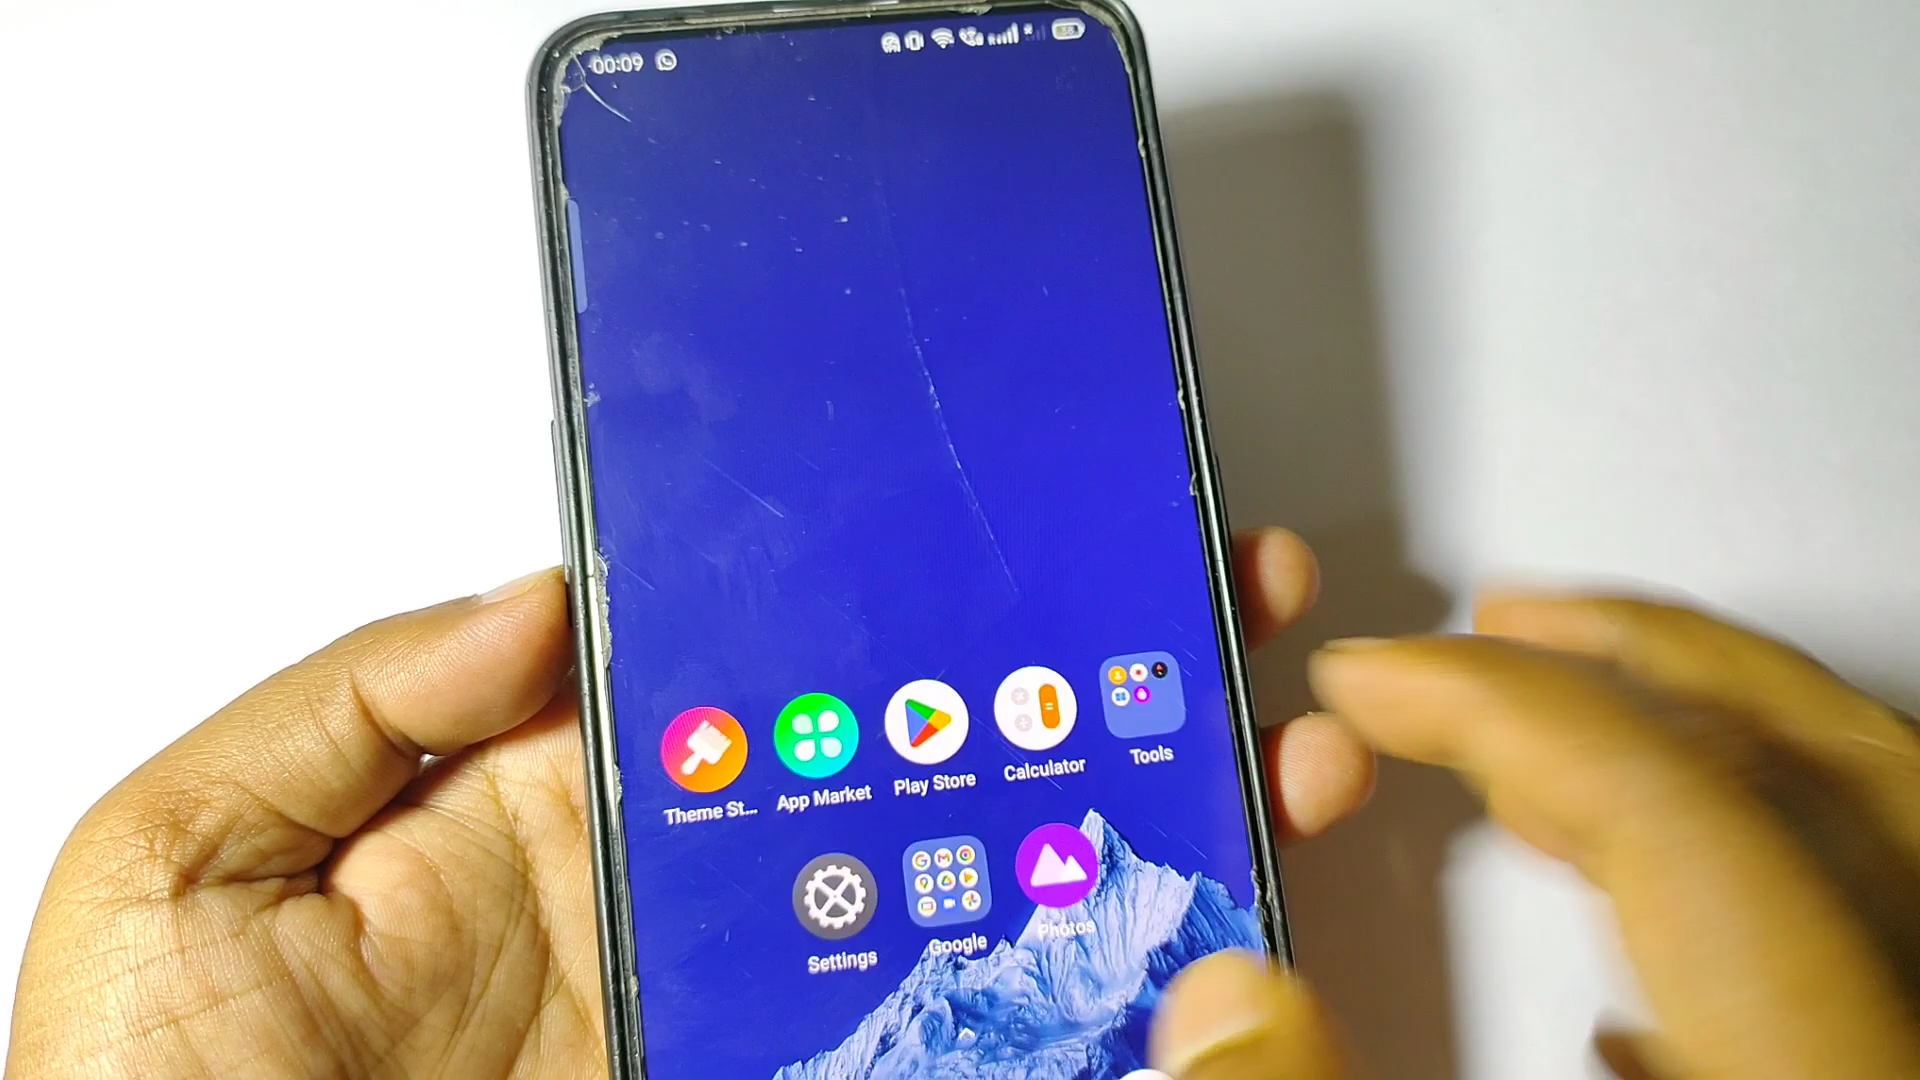 00:09
Theme St...
App Market
Play Store
Calculator
Tools
Settings
Google
Photos